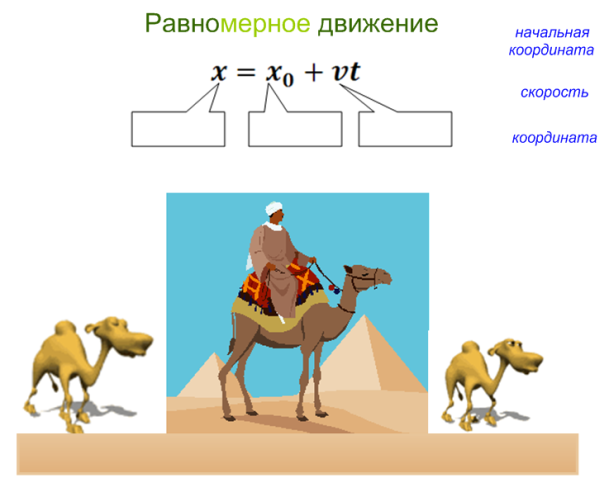 Равномерное движение
x = x₀ + vt
начальная
координата
скорость
координата